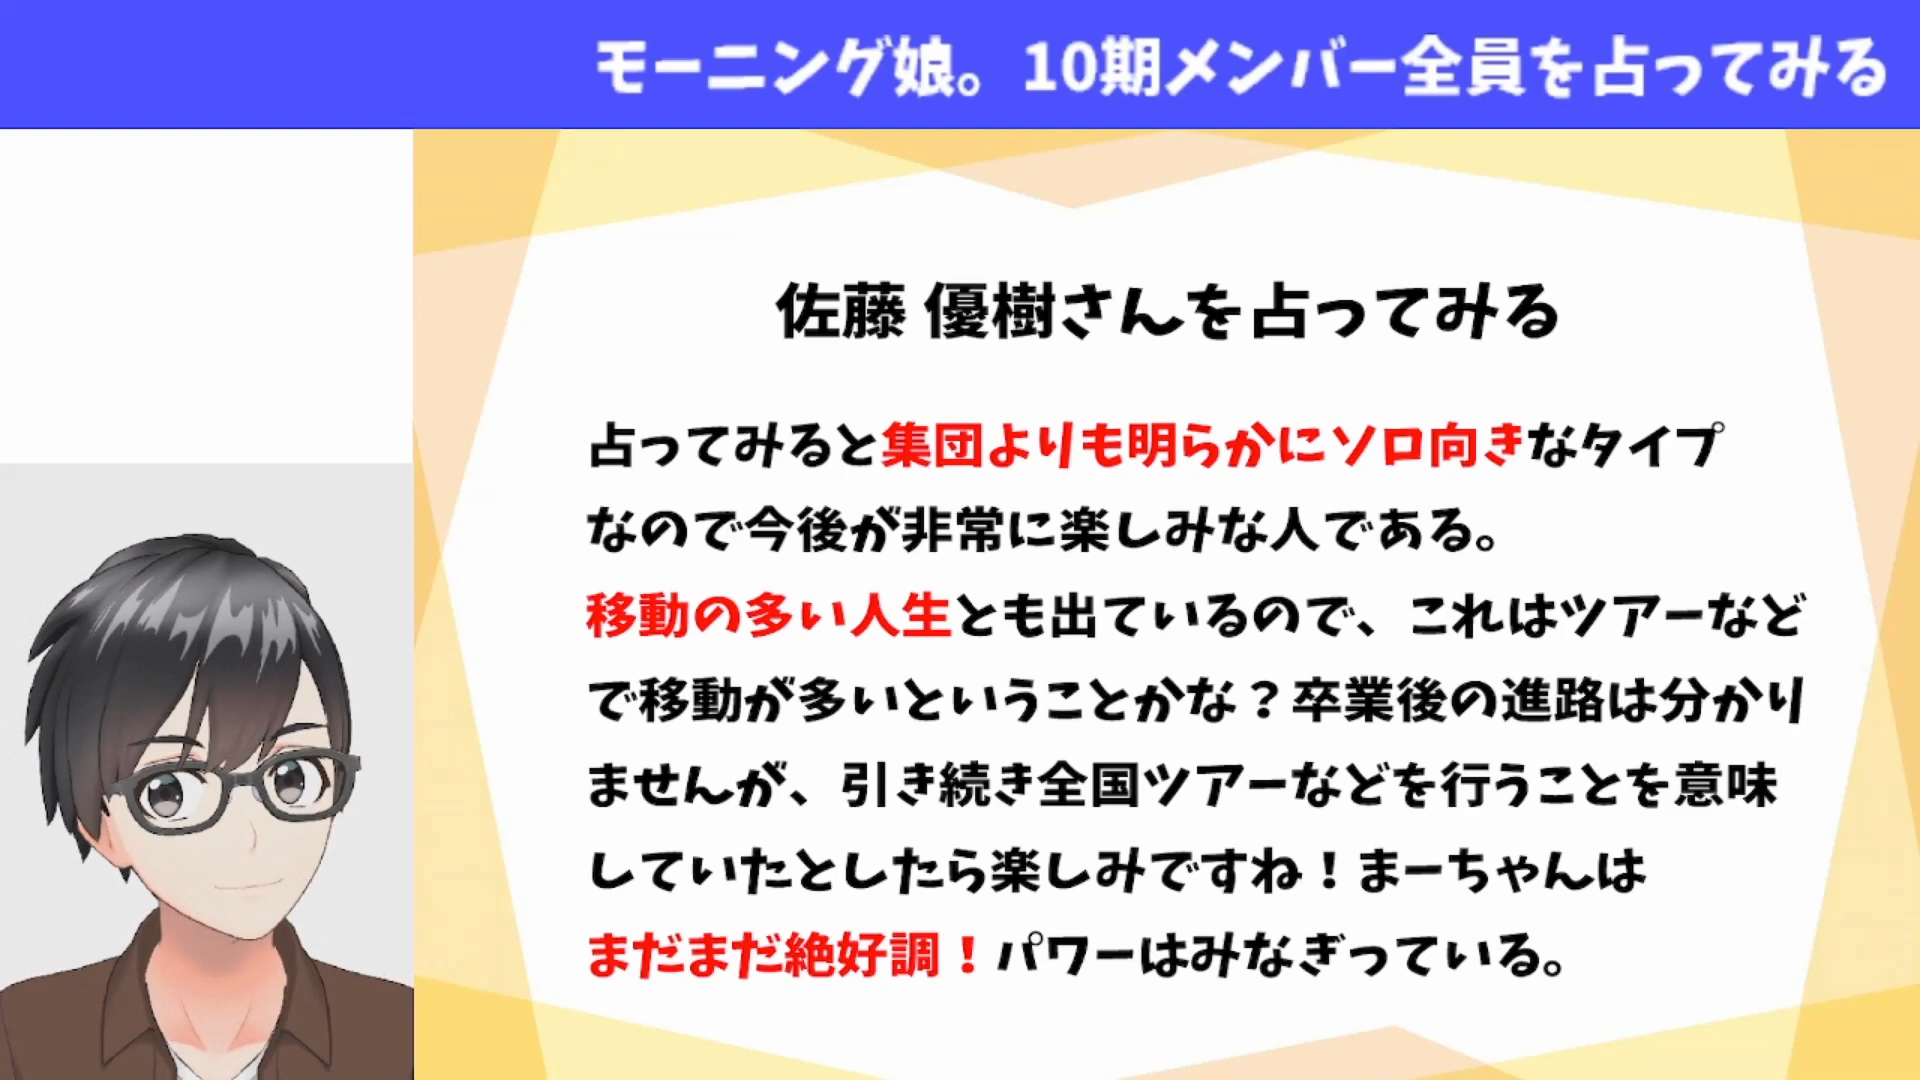 モーニング娘。10期メンバー全員を占ってみる
佐藤 優樹さんを占ってみる
占ってみると集団よりも明らかにソロ向きなタイプ
なので今後が非常に楽しみな人である。
移動の多い人生とも出ているので、これはツアーなど
で移動が多いということかな？卒業後の進路は分かり
ませんが、引き続き全国ツアーなどを行うことを意味
していたとしたら楽しみですね！まーちゃんは
まだまだ絶好調！パワーはみなぎっている。